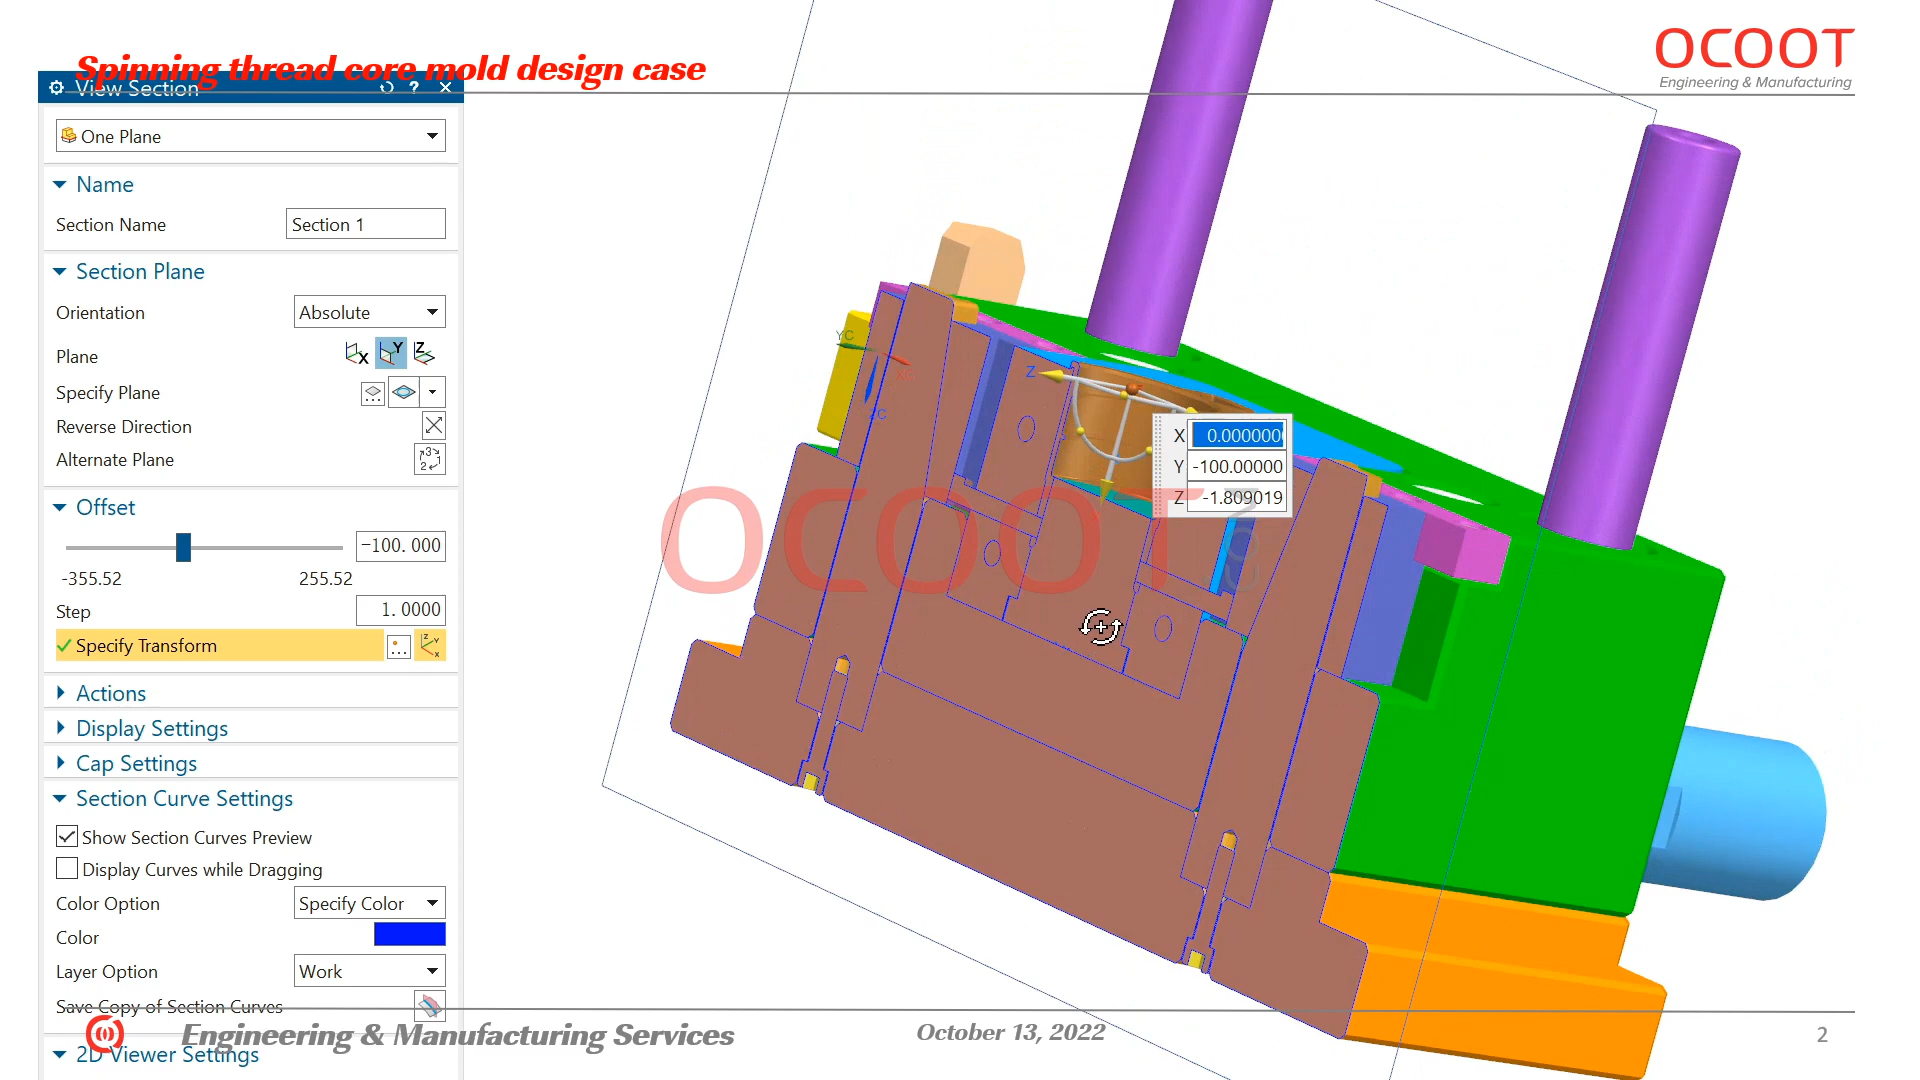 Spinning thread core mold design case
OCOOT
Engineering & Manufacturing
View Section
?
One Plane
Name
Section Name
Section 1
Section Plane
Orientation
Absolute
Plane
X
Y
Z
Specify Plane
Reverse Direction
Alternate Plane
Offset
-100.000
-355.52
255.52
Step
1.0000
Specify Transform
Actions
Display Settings
Cap Settings
Section Curve Settings
Show Section Curves Preview
Display Curves while Dragging
Color Option
Specify Color
Color
Layer Option
Work
Save Copy of Section Curves
2D Viewer Settings
YC
XC
ZC
Z
X 0.000000
Y -100.00000
Z -1.809019
OCOOT
Engineering & Manufacturing Services
October 13, 2022
2